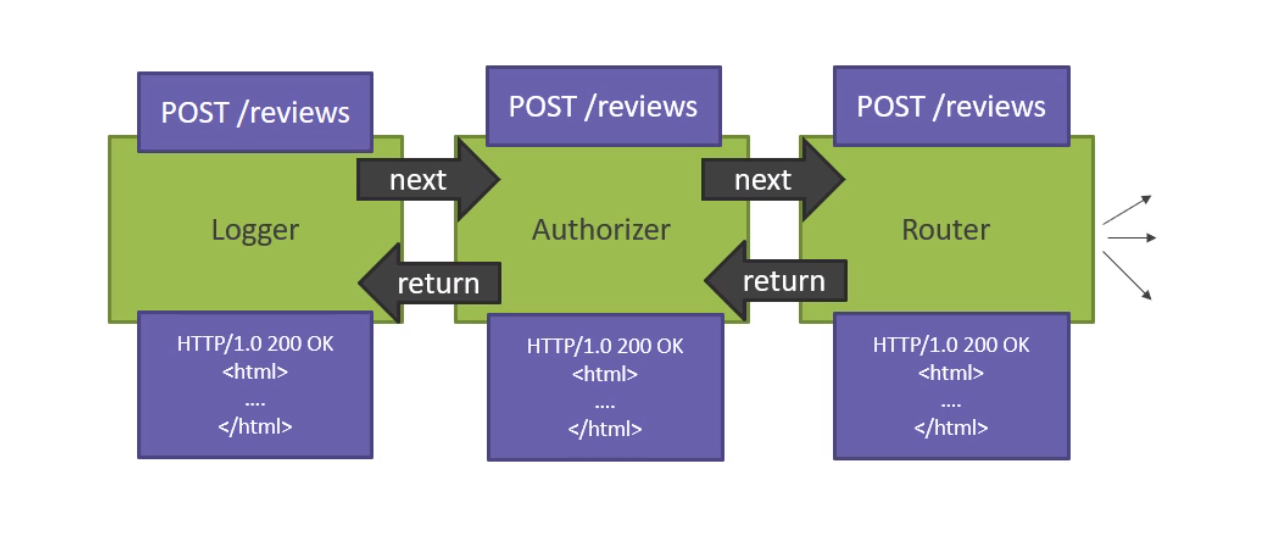 POST /reviews
POST /reviews
POST /reviews
next
next
Logger
Authorizer
Router
return
return
HTTP/1.0 200 OK
<html>
....
</html>
HTTP/1.0 200 OK
<html>
....
</html>
HTTP/1.0 200 OK
<html>
....
</html>